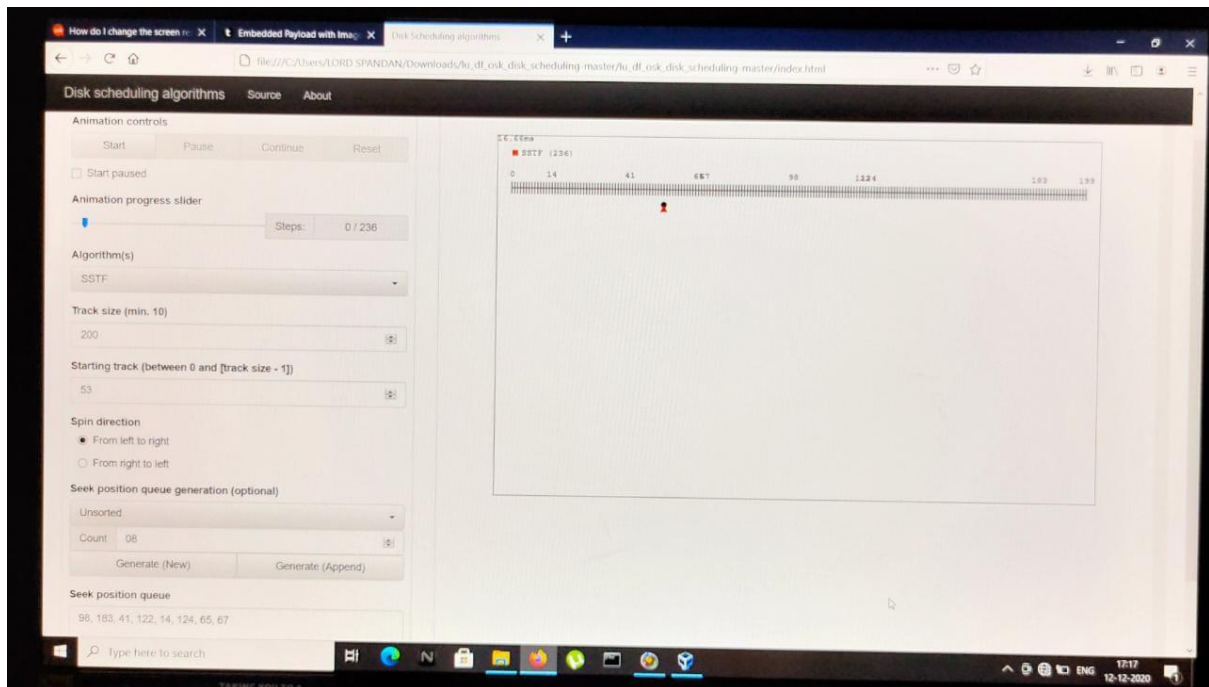 How do I change the screen re X
Embedded Payload with Imag X
Disk Scheduling algorithms X +
file:///C:/Users/LORD SPANDAN/Downloads/lu_df_osk_disk_scheduling-master/lu_df_osk_disk_scheduling-master/index.html
Disk scheduling algorithms Source About
Animation controls
Start Pause Continue Reset
Start paused
Animation progress slider
Steps: 0 / 236
Algorithm(s)
SSTF
Track size (min. 10)
200
Starting track (between 0 and [track size - 1])
53
Spin direction
From left to right
From right to left
Seek position queue generation (optional)
Unsorted
Count 08
Generate (New) Generate (Append)
Seek position queue
98, 183, 41, 122, 14, 124, 65, 67
SSTF (236)
0 14 41 98 183 199
Type here to search
ENG
17:17
12-12-2020